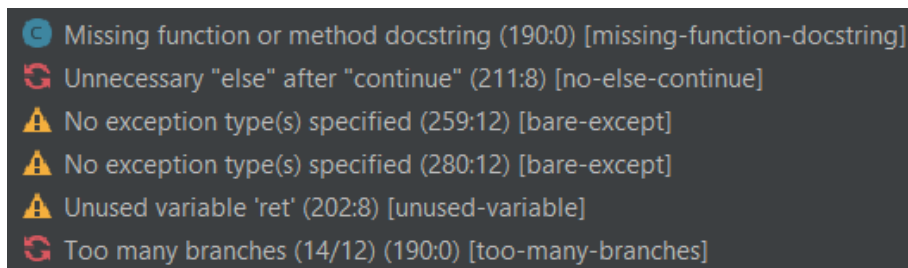 C Missing function or method docstring (190:0) [missing-function-docstring]
Unnecessary "else" after "continue" (211:8) [no-else-continue]
No exception type(s) specified (259:12) [bare-except]
No exception type(s) specified (280:12) [bare-except]
Unused variable 'ret' (202:8) [unused-variable]
Too many branches (14/12) (190:0) [too-many-branches]